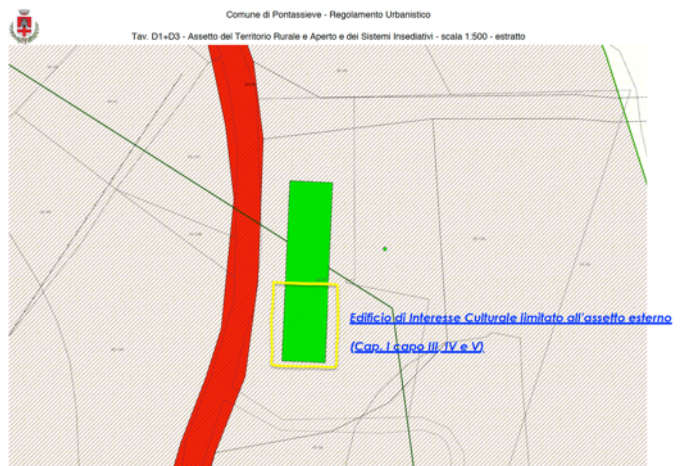 Comune di Pontassieve - Regolamento Urbanistico
Tav. D1+D3 - Assetto del Territorio Rurale e Aperto e dei Sistemi Insediativi - scala 1:500 - estratto
Edificio di Interesse Culturale limitato all'assetto esterno
(Cap. I capo III, IV e V)